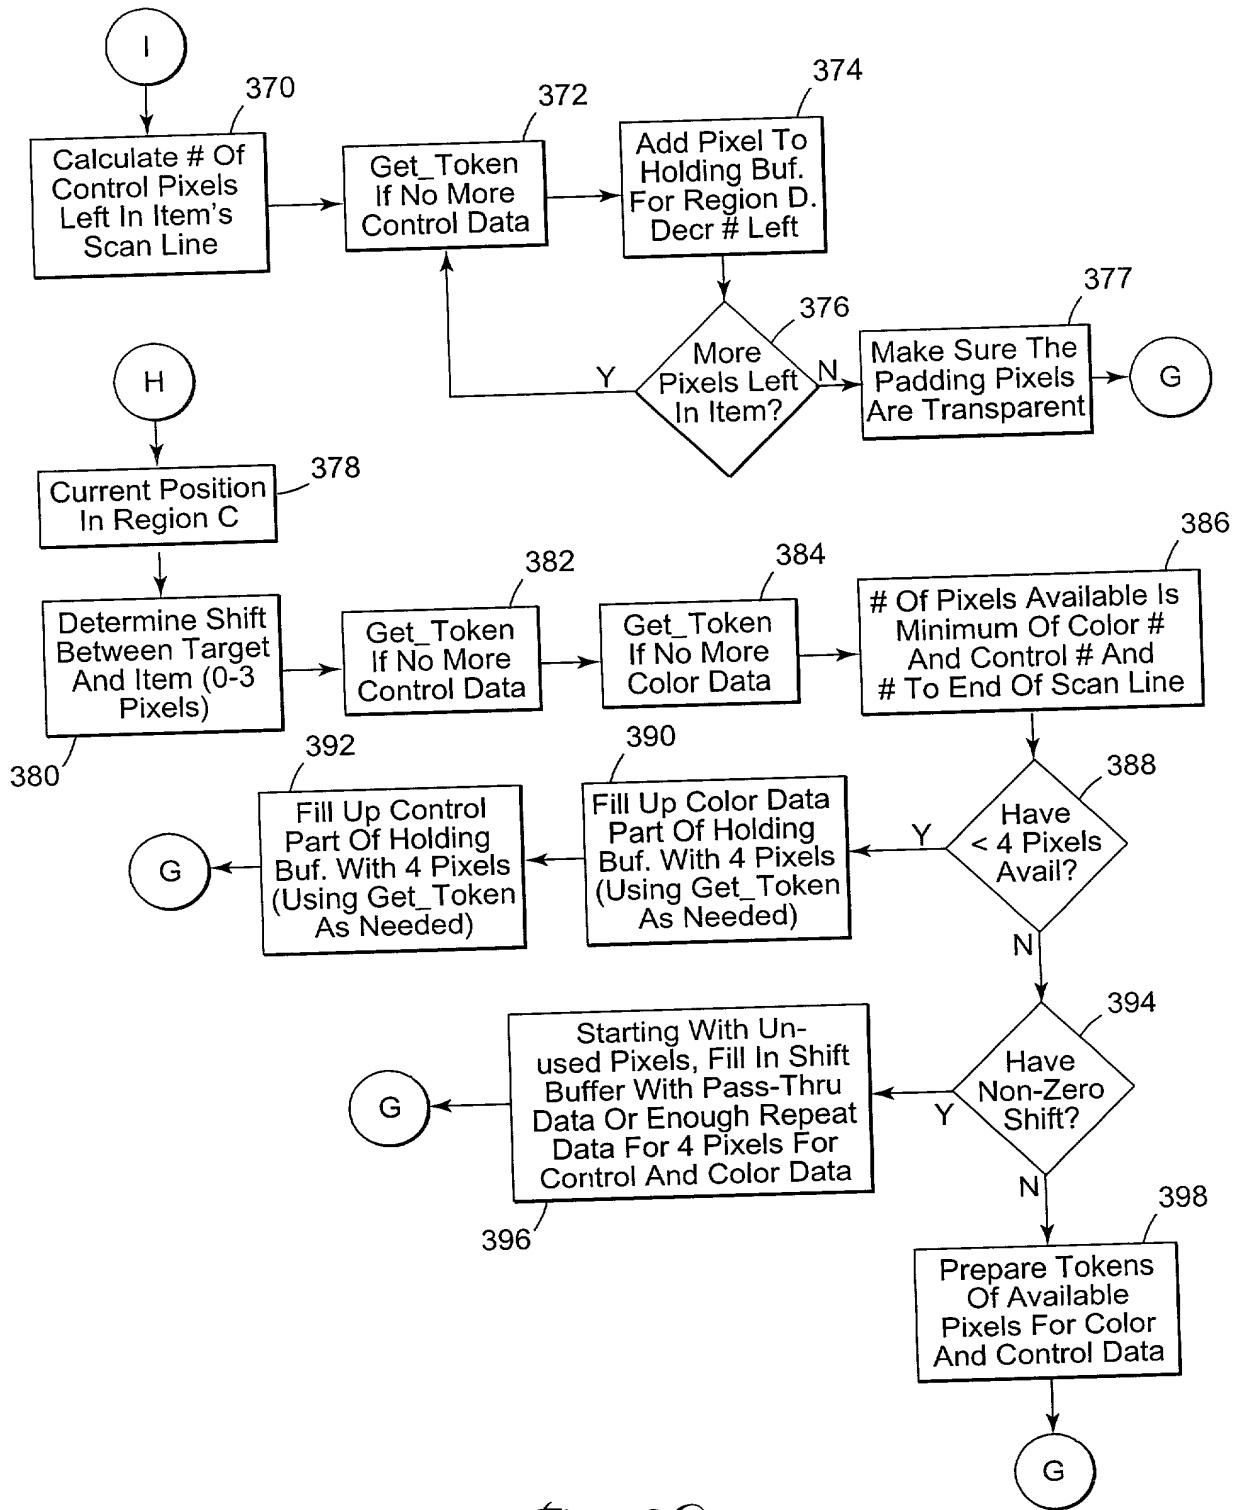 I
370
Calculate # Of
Control Pixels
Left In Item's
Scan Line
372
Get_Token
If No More
Control Data
374
Add Pixel To
Holding Buf.
For Region D.
Decr # Left
376
More
Pixels Left
In Item?
Y
N
377
Make Sure The
Padding Pixels
Are Transparent
G
H
378
Current Position
In Region C
380
Determine Shift
Between Target
And Item (0-3
Pixels)
382
Get_Token
If No More
Control Data
384
Get_Token
If No More
Color Data
386
# Of Pixels Available Is
Minimum Of Color #
And Control # And
# To End Of Scan Line
388
Have
< 4 Pixels
Avail?
Y
N
390
Fill Up Color Data
Part Of Holding
Buf. With 4 Pixels
(Using Get_Token
As Needed)
392
Fill Up Control
Part Of Holding
Buf. With 4 Pixels
(Using Get_Token
As Needed)
G
394
Have
Non-Zero
Shift?
Y
N
396
Starting With Un-
used Pixels, Fill In Shift
Buffer With Pass-Thru
Data Or Enough Repeat
Data For 4 Pixels For
Control And Color Data
G
398
Prepare Tokens
Of Available
Pixels For Color
And Control Data
G